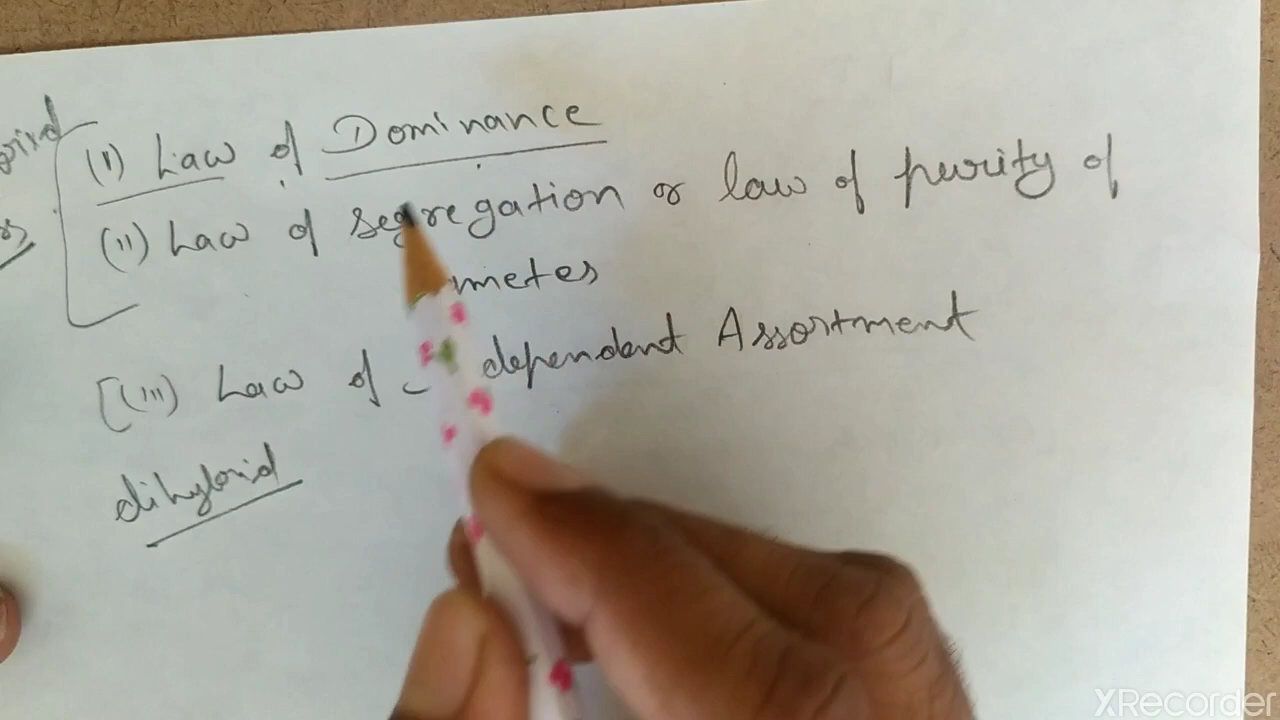 (i) Law of Dominance
(ii) Law of segregation or law of purity of
metes
(iii) Law of dependent Assortment
dihybrid
XRecorder